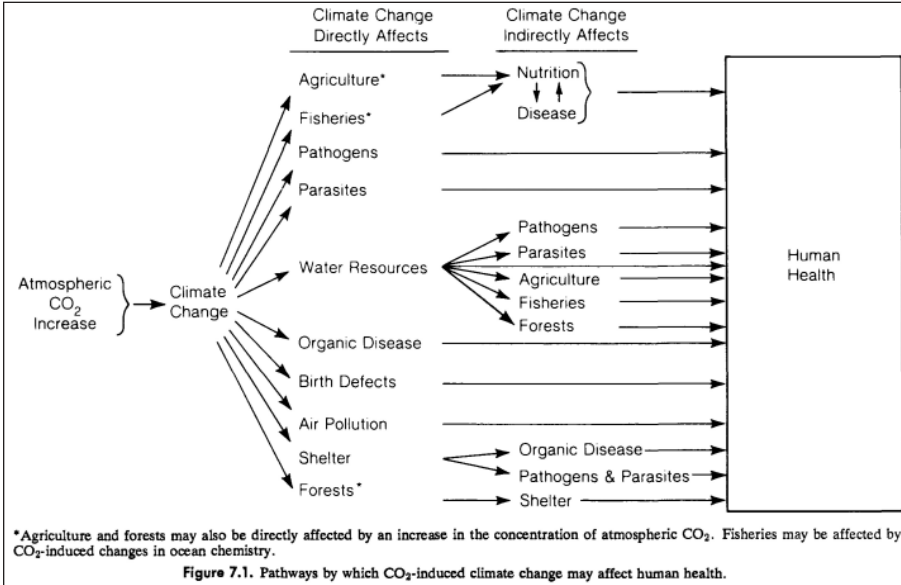 Climate Change
Directly Affects
Climate Change
Indirectly Affects
Agriculture*
Nutrition
Disease
Fisheries*
Pathogens
Parasites
Pathogens
Parasites
Water Resources
Agriculture
Fisheries
Forests
Human
Health
Atmospheric
CO2
Increase
Climate
Change
Organic Disease
Birth Defects
Air Pollution
Shelter
Organic Disease
Pathogens & Parasites
Forests*
Shelter
*Agriculture and forests may also be directly affected by an increase in the concentration of atmospheric CO2. Fisheries may be affected by
CO2-induced changes in ocean chemistry.
Figure 7.1. Pathways by which CO2-induced climate change may affect human health.